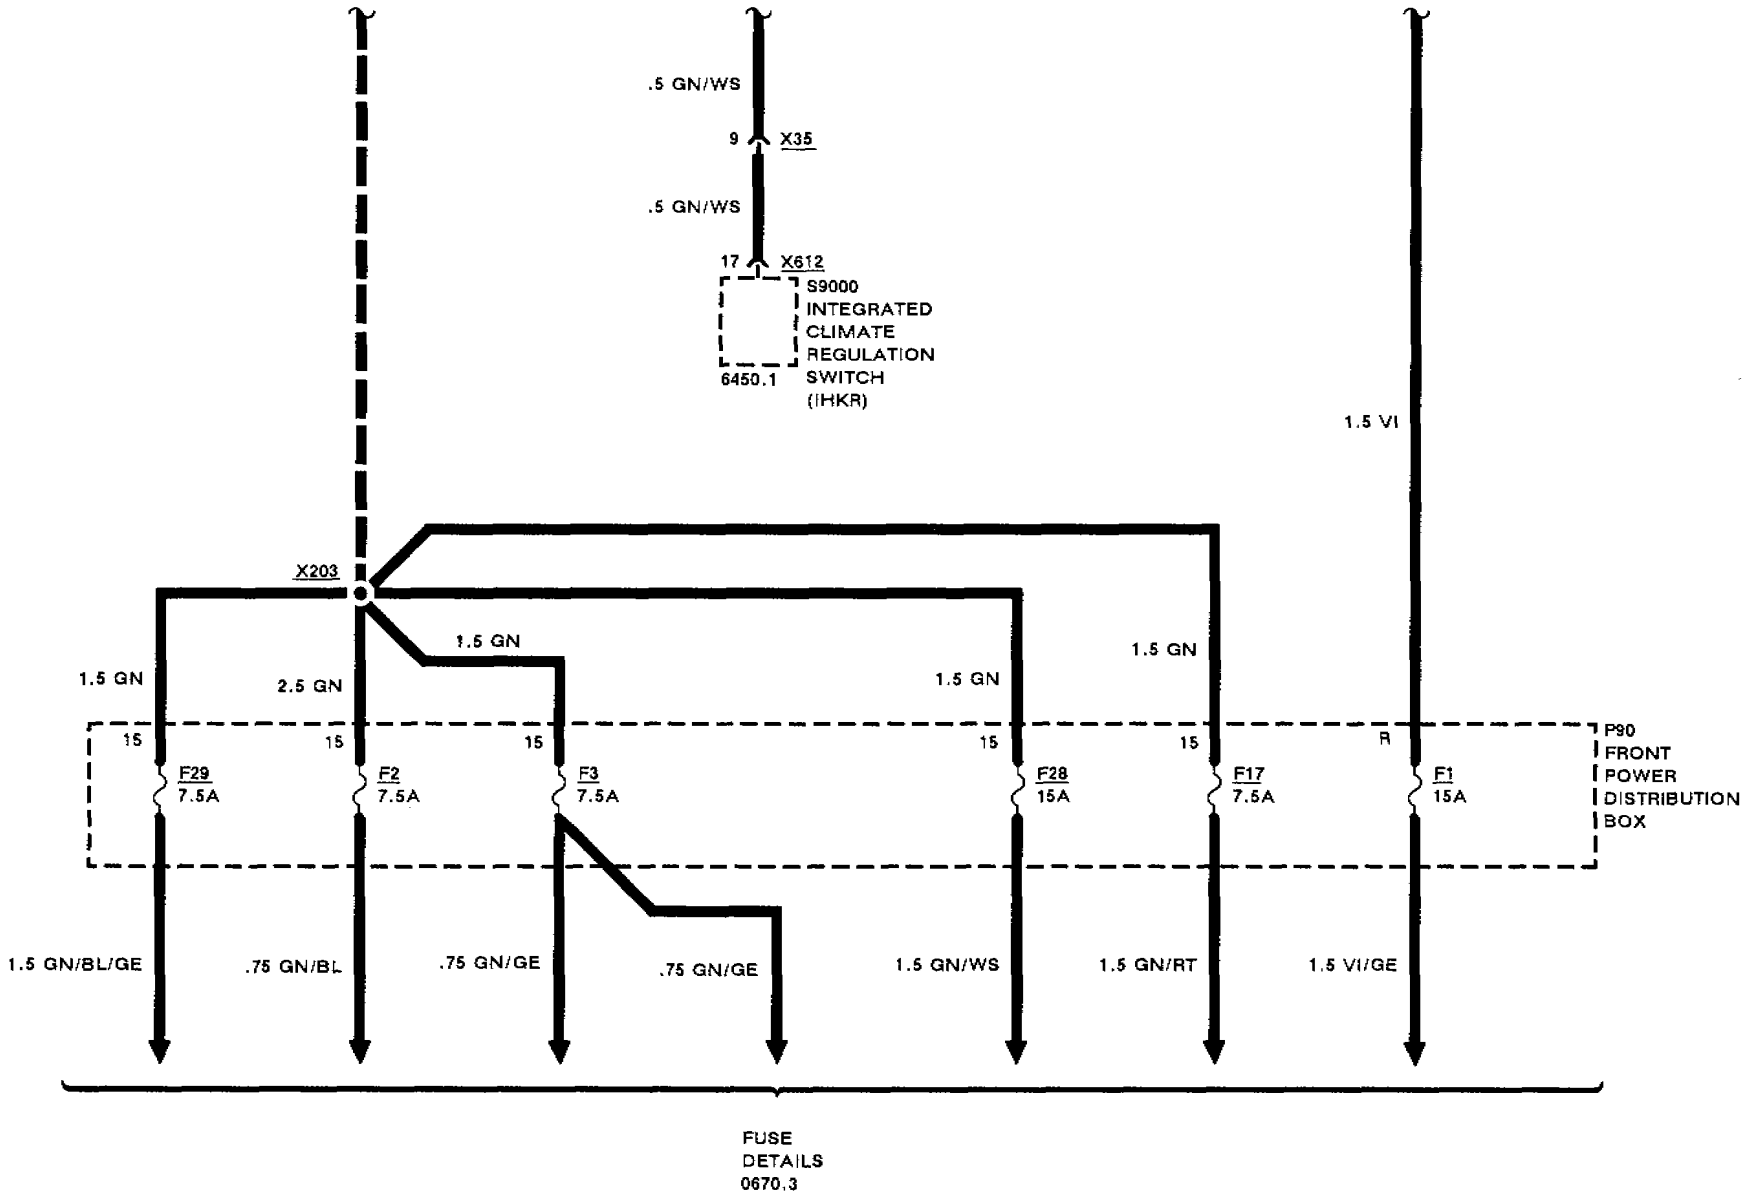 .5 GN/WS
9 X35
.5 GN/WS
17 X612
S9000
INTEGRATED
CLIMATE
REGULATION
SWITCH
(IHKR)
6450.1
1.5 VI
X203
1.5 GN
1.5 GN
1.5 GN
2.5 GN
1.5 GN
15 15 15 15 15 R
P90
FRONT
POWER
DISTRIBUTION
BOX
F29 F2 F3 F28 F17 F1
7.5A 7.5A 7.5A 15A 7.5A 15A
1.5 GN/BL/GE .75 GN/BL .75 GN/GE .75 GN/GE 1.5 GN/WS 1.5 GN/RT 1.5 VI/GE
FUSE
DETAILS
0670.3